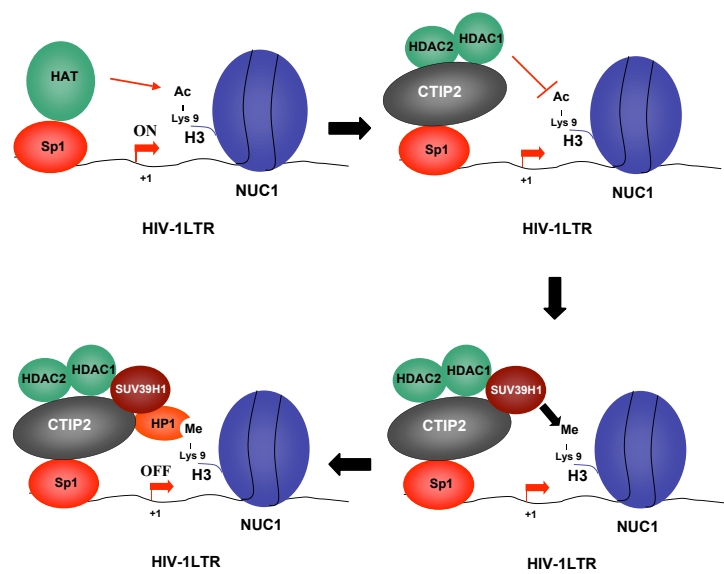 HAT
Ac
Lys 9
ON
H3
Sp1
+1
NUC1
HIV-1LTR
HDAC2
HDAC1
CTIP2
Ac
Lys 9
H3
Sp1
+1
NUC1
HIV-1LTR
HDAC2
HDAC1
SUV39H1
CTIP2
HP1
Me
Lys 9
H3
OFF
Sp1
+1
NUC1
HIV-1LTR
HDAC2
HDAC1
SUV39H1
CTIP2
Me
Lys 9
H3
Sp1
+1
NUC1
HIV-1LTR